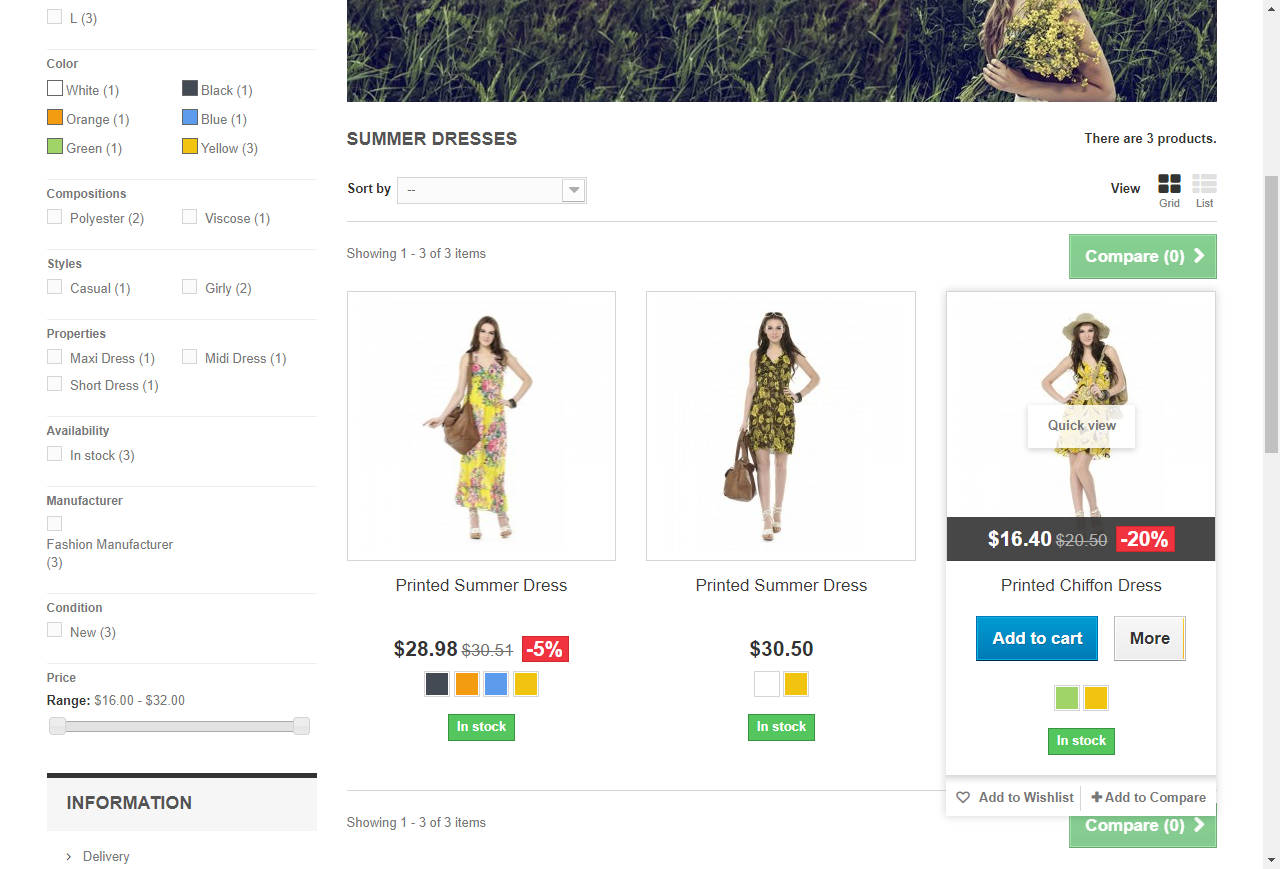 L (3)
Color
White (1)
Black (1)
Orange (1)
Blue (1)
Green (1)
Yellow (3)
Compositions
Polyester (2)
Viscose (1)
Styles
Casual (1)
Girly (2)
Properties
Maxi Dress (1)
Midi Dress (1)
Short Dress (1)
Availability
In stock (3)
Manufacturer
Fashion Manufacturer
(3)
Condition
New (3)
Price
Range: $16.00 - $32.00
INFORMATION
Delivery
SUMMER DRESSES
There are 3 products.
Sort by
--
View
Grid
List
Showing 1 - 3 of 3 items
Compare (0)
Printed Summer Dress
$28.98 $30.51 -5%
In stock
Printed Summer Dress
$30.50
In stock
Quick view
$16.40 $20.50 -20%
Printed Chiffon Dress
Add to cart
More
In stock
Add to Wishlist
Add to Compare
Showing 1 - 3 of 3 items
Compare (0)